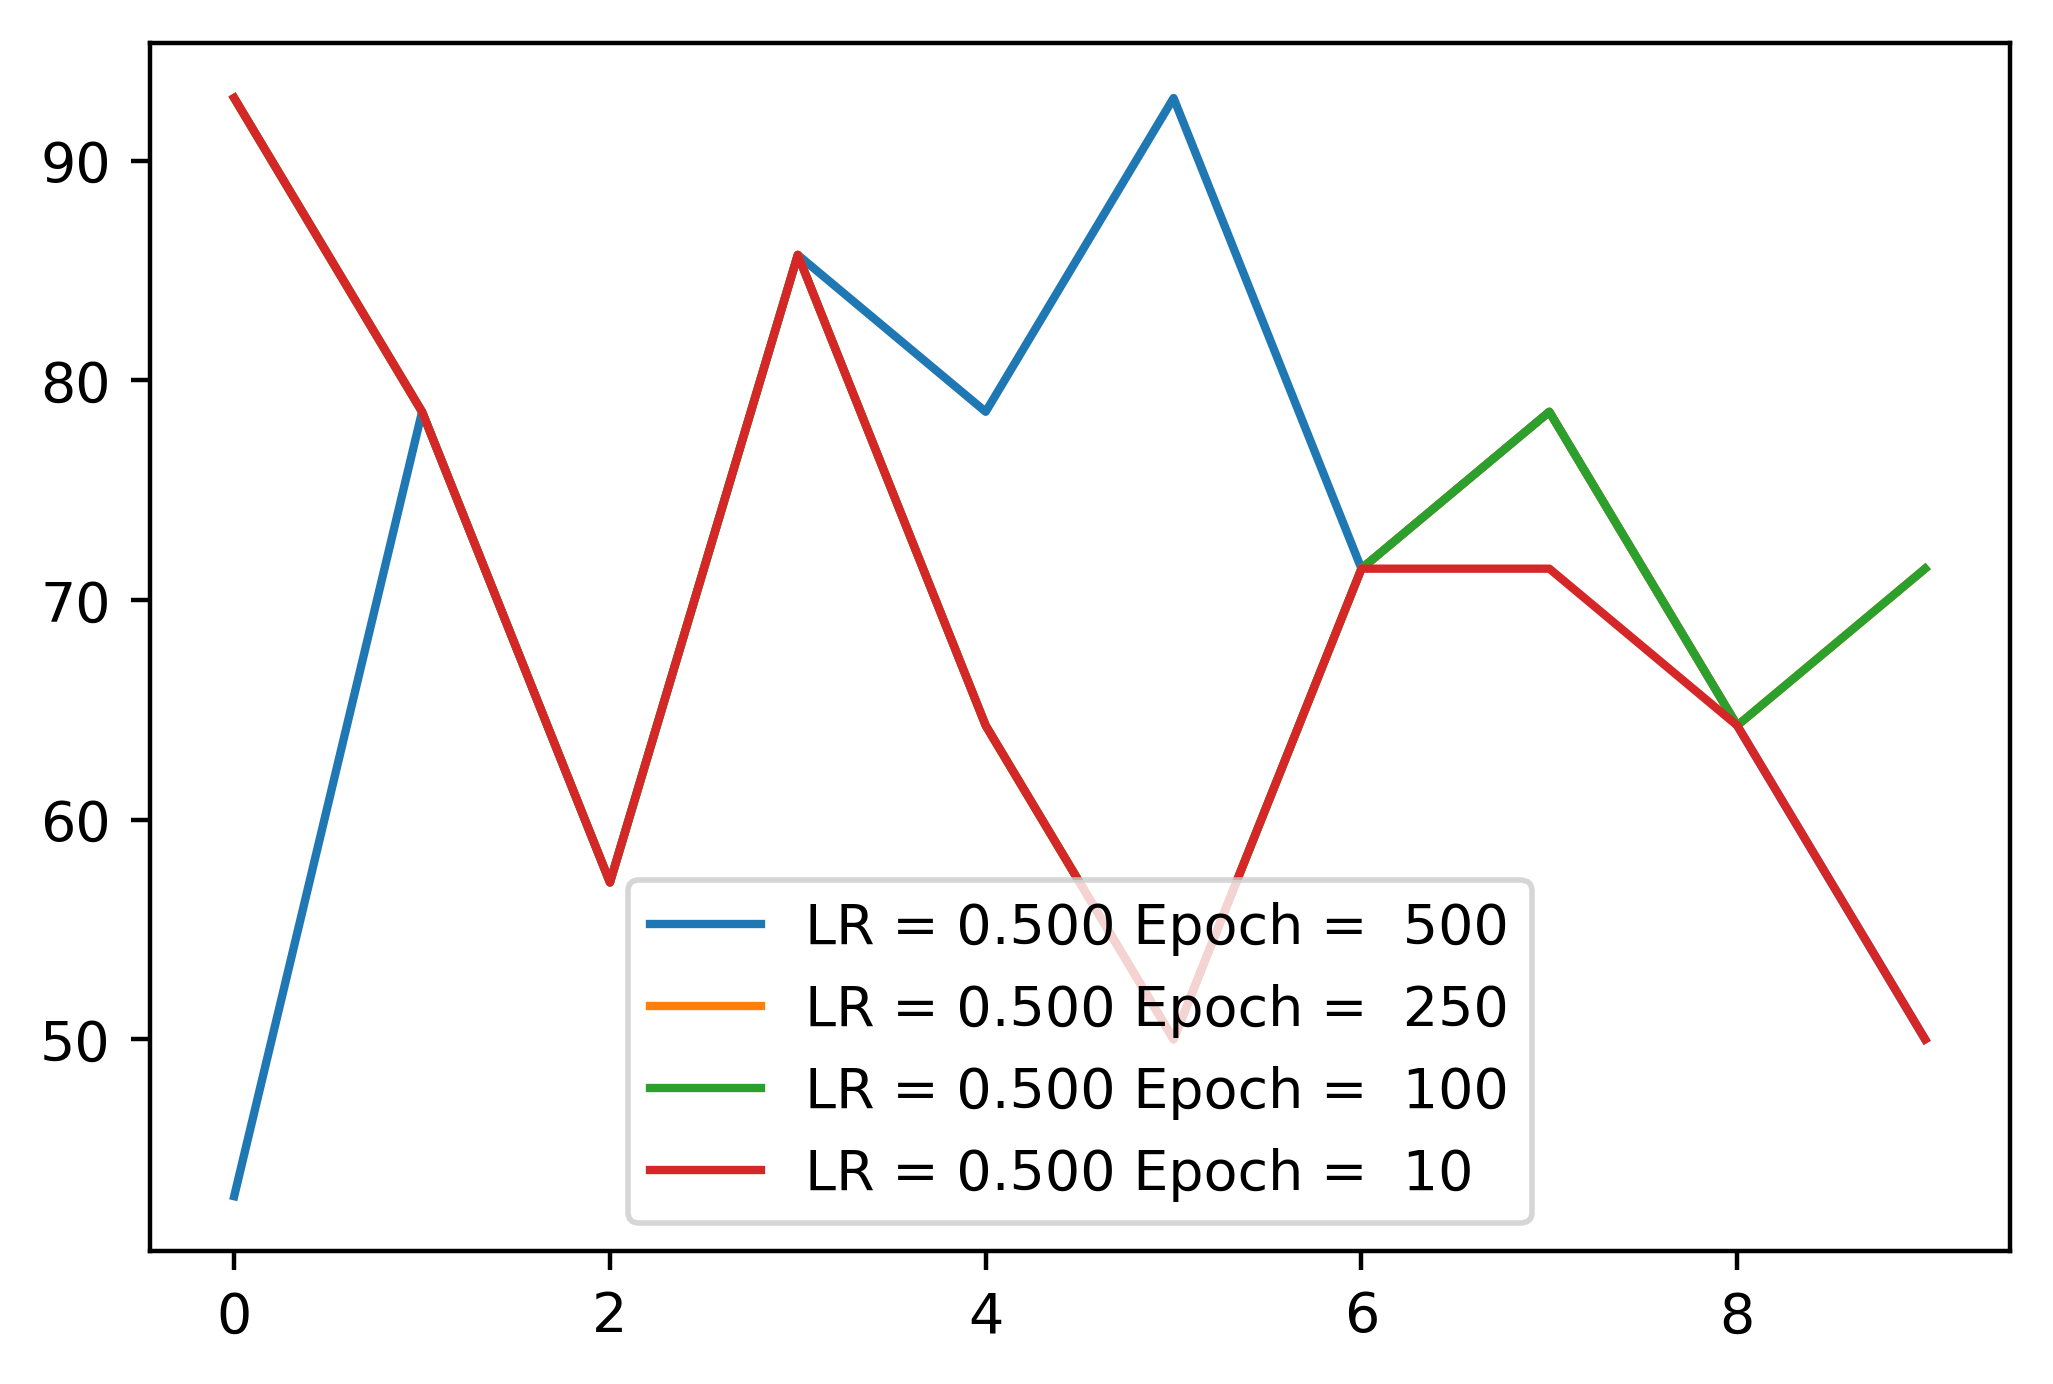 90
80
70
60
50
LR = 0.500 Epoch =  500
LR = 0.500 Epoch =  250
LR = 0.500 Epoch =  100
LR = 0.500 Epoch =  10
0 2 4 6 8